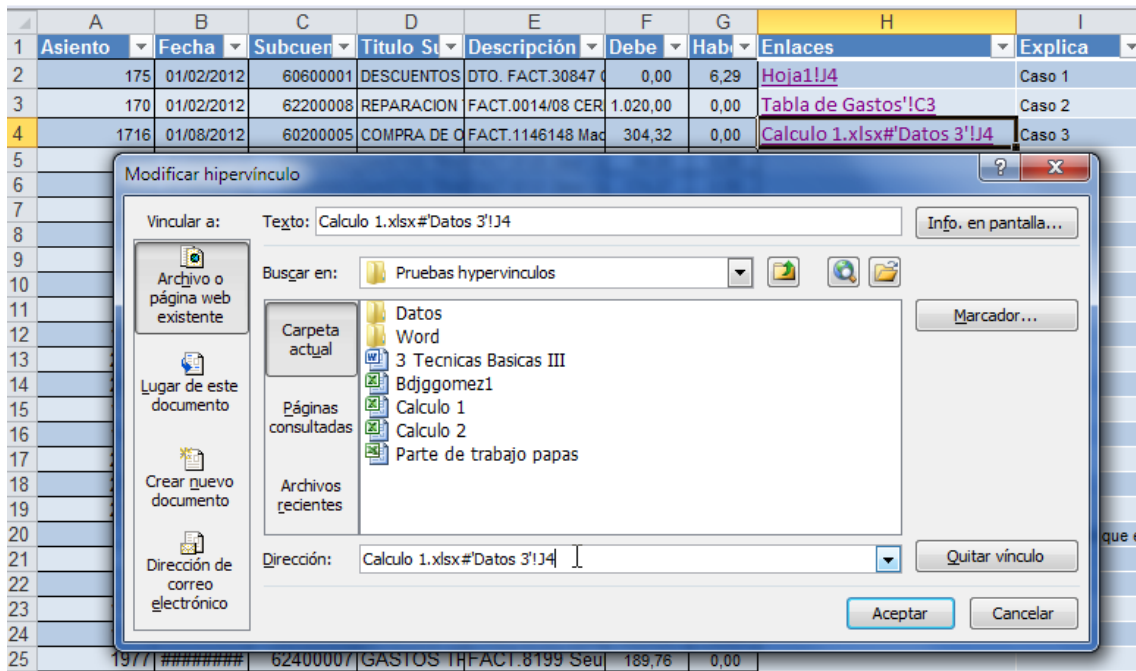 A B C D E F G H I
1 Asiento Fecha Subcuen Titulo Su Descripción Debe Habe Enlaces Explica
2 175 01/02/2012 60600001 DESCUENTOS DTO. FACT.30847 0,00 6,29 Hoja1!J4 Caso 1
3 170 01/02/2012 62200008 REPARACION FACT.0014/08 CER 1.020,00 0,00 Tabla de Gastos'!C3 Caso 2
4 1716 01/08/2012 60200005 COMPRA DE O FACT.1146148 Mac 304,32 0,00 Calculo 1.xlsx#'Datos 3'!J4 Caso 3
5
6 Modificar hipervínculo
7
8 Vincular a: Texto: Calculo 1.xlsx#'Datos 3'!J4 Info. en pantalla...
9
10 Archivo o página web existente Buscar en: Pruebas hypervinculos
11 Carpeta actual Datos Marcador...
12 Word
13 3 Tecnicas Basicas III
14 Lugar de este documento Bdjggomez1
15 Páginas consultadas Calculo 1
16 Calculo 2
17 Parte de trabajo papas
18 Crear nuevo documento Archivos recientes
19
20 que
21 Dirección de correo electrónico Dirección: Calculo 1.xlsx#'Datos 3'!J4 Quitar vínculo
22
23 Aceptar Cancelar
24
25 1977 ######## 62400007 GASTOS FACT.8199 Seu 189,76 0,00